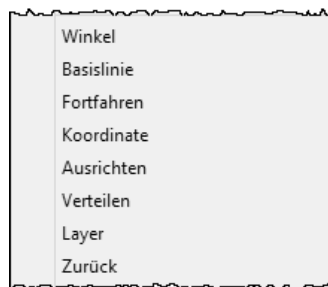 Winkel
Basislinie
Fortfahren
Koordinate
Ausrichten
Verteilen
Layer
Zurück